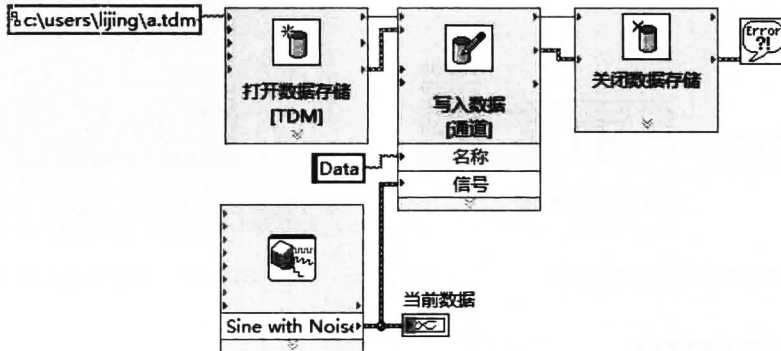 c:\users\lijing\a.tdm
打开数据存储
[TDM]
写入数据
[通道]
名称
信号
关闭数据存储
Error
?!
Data
Sine with Noise
当前数据